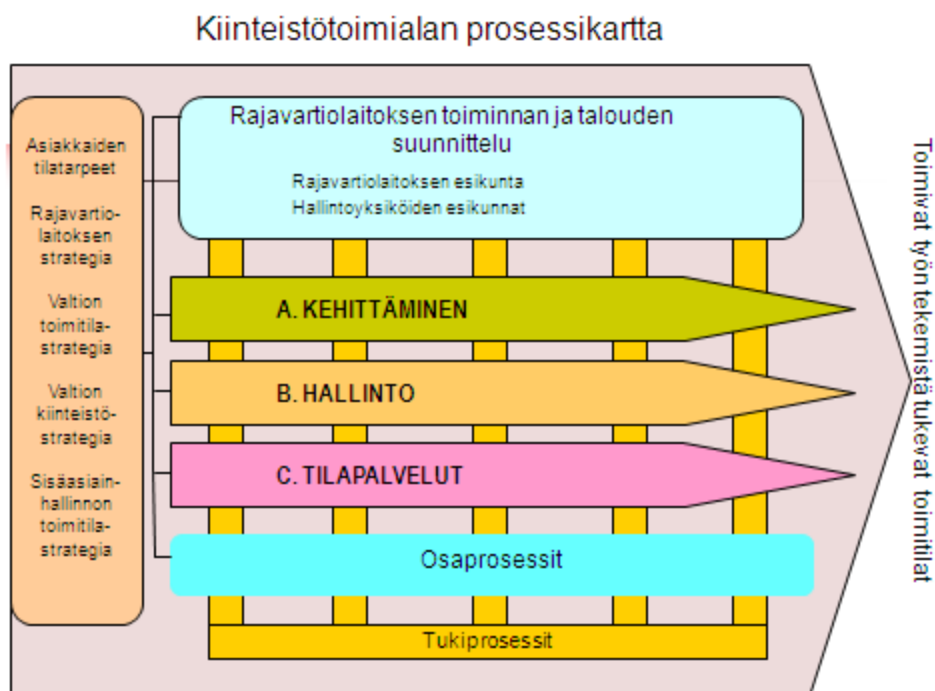 Kiinteistötoimialan prosessikartta
Asiakkaiden
tilatarpeet
Rajavartio-
laitoksen
strategia
Valtion
toimitila-
strategia
Valtion
kiinteistö-
strategia
Sisäasiain-
hallinnon
toimitila-
strategia
Rajavartiolaitoksen toiminnan ja talouden
suunnittelu
Rajavartiolaitoksen esikunta
Hallintoyksiköiden esikunnat
A. KEHITTÄMINEN
B. HALLINTO
C. TILAPALVELUT
Osaprosessit
Tukiprosessit
Toimivat työn tekemistä tukevat toimitilat